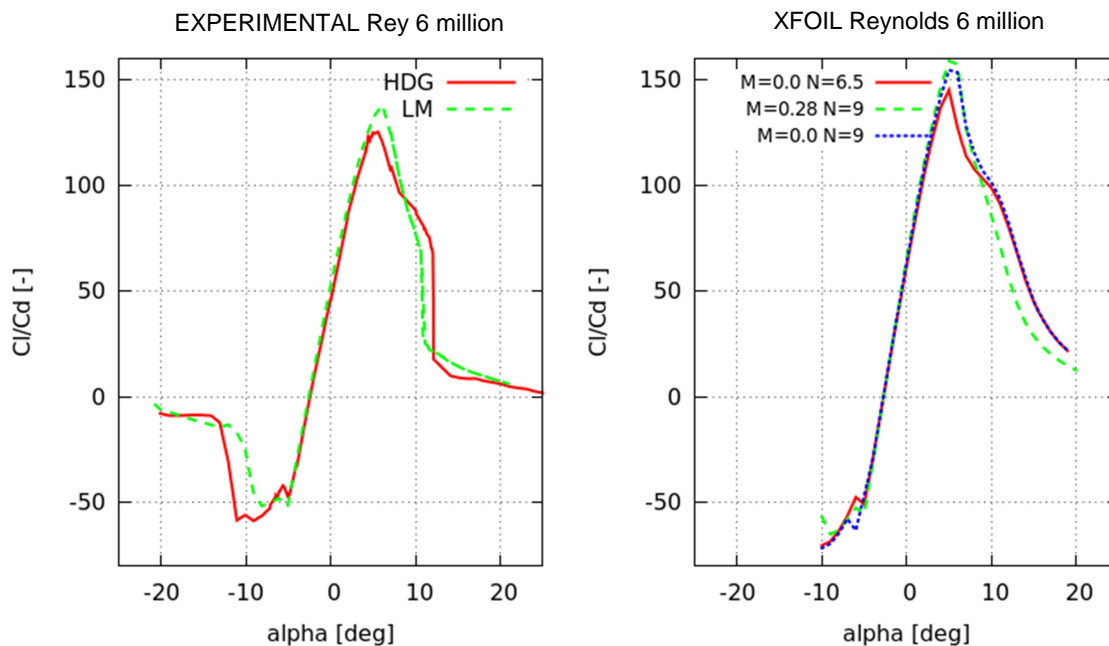 EXPERIMENTAL Rey 6 million
150
100
50
0
-50
HDG
LM
Cl/Cd [-]
-20
-10
0
10
20
alpha [deg]
XFOIL Reynolds 6 million
150
100
50
0
-50
M=0.0 N=6.5
M=0.28 N=9
M=0.0 N=9
Cl/Cd [-]
-20
-10
0
10
20
alpha [deg]